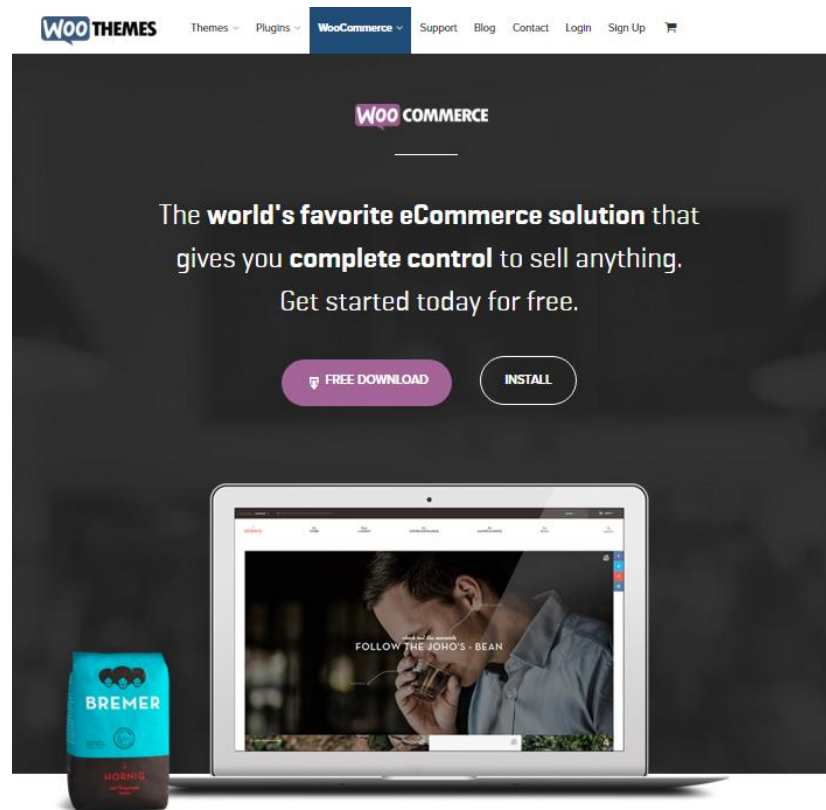 WOO THEMES
Themes Plugins WooCommerce Support Blog Contact Login Sign Up
WOO COMMERCE
The world's favorite eCommerce solution that
gives you complete control to sell anything.
Get started today for free.
FREE DOWNLOAD INSTALL
FOLLOW THE JOHO'S - BEAN
BREMER
HORNIG